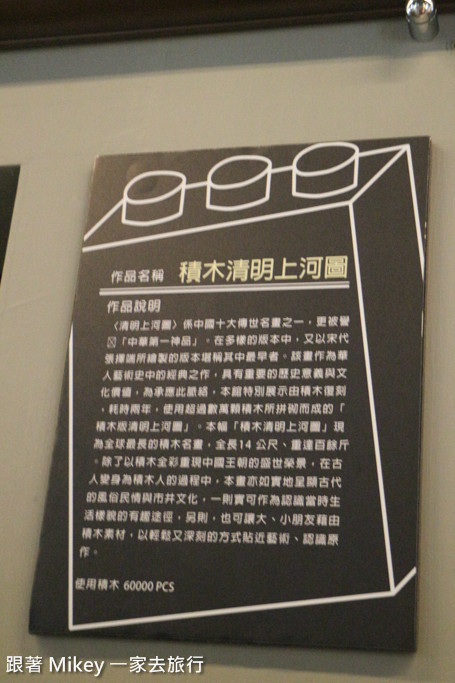 作品名稱 積木清明上河圖
作品說明
〈清明上河圖〉係中國十大傳世名畫之一，更被譽
「中華第一神品」。在多樣的版本中，又以宋代
張擇端所繪製的版本堪稱其中最早者。該畫作為華
人藝術史中的經典之作，具有重要的歷史意義與文
化價值，為承應此脈絡，本館特別展示由積木復刻
，耗時兩年，使用超過數萬顆積木所拼砌而成的「
積木版清明上河圖」。本幅「積木清明上河圖」現
為全球最長的積木名畫，全長14 公尺、重達百餘斤
。除了以積木全彩重現中國王朝的盛世榮景，在古
人變身為積木人的過程中，本畫亦如實地呈顯古代
的風俗民情與市井文化，一則實可作為認識當時生
活樣貌的有趣途徑，另則，也可讓大、小朋友藉由
積木素材，以輕鬆又深刻的方式貼近藝術、認識原
作。
使用積木 60000 PCS
跟著 Mikey 一家去旅行